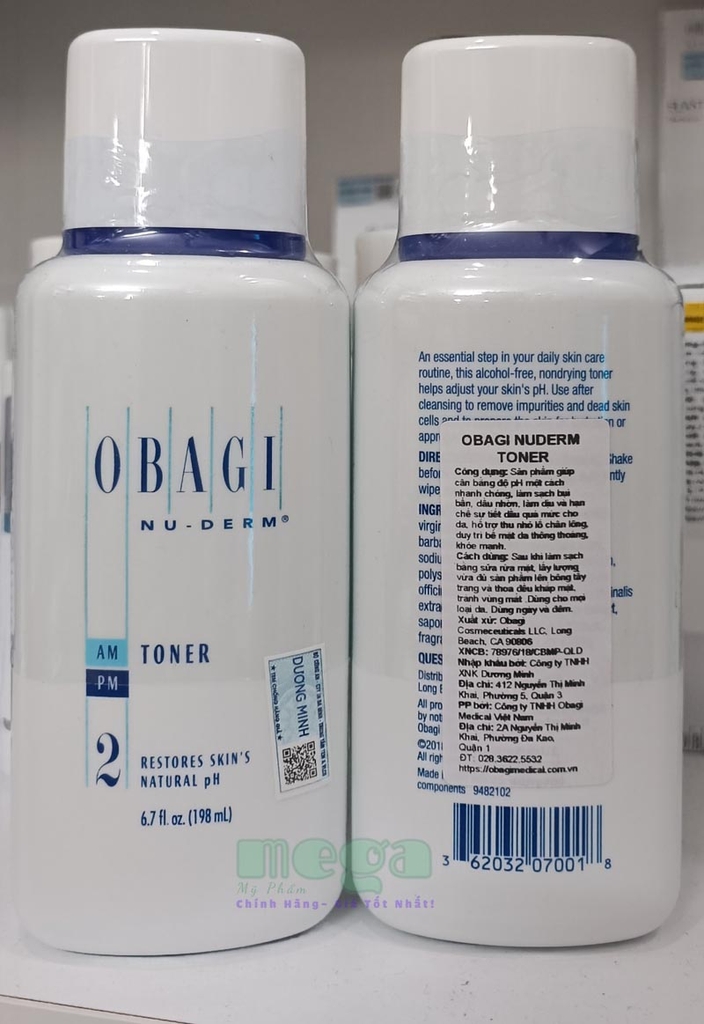 OBAGI
NU-DERM®
AM
PM
TONER
2
RESTORES SKIN'S
NATURAL pH
6.7 fl. oz. (198 mL)
DUONG MINH
An essential step in your daily skin care
routine, this alcohol-free, nondrying toner
helps adjust your skin's pH. Use after
cleansing to remove impurities and dead skin
cells and to prepare the skin for hydration or
OBAGI NUDERM
TONER
Công dụng: Sản phẩm giúp
cân bằng độ pH một cách
nhanh chóng, làm sạch bụi
bẩn, dầu nhờn, làm dịu và hạn
chế sự tiết dầu quá mức cho
da, hỗ trợ thu nhỏ lỗ chân lông,
duy trì bề mặt da thông thoáng,
khỏe mạnh.
Cách dùng: Sau khi làm sạch
bằng sữa rửa mặt, lấy lượng
vừa đủ sản phẩm lên bông tẩy
trang và thoa đều khắp mặt,
tránh vùng mắt. Dùng cho mọi
loại da. Dùng ngày và đêm.
Xuất xứ: Obagi
Cosmeceuticals LLC, Long
Beach, CA 90806
XNCB: 78976/18/CBMP-QLD
Nhập khẩu bởi: Công ty TNHH
XNK Dương Minh
Địa chỉ: 412 Nguyễn Thị Minh
Khai, Phường 5, Quận 3
PP bởi: Công ty TNHH Obagi
Medical Việt Nam
Địa chỉ: 2A Nguyễn Thị Minh
Khai, Phường Đa Kao,
Quận 1
ĐT: 028.3622.5532
https://obagimedical.com.vn
components 9482102
3 62032 07001 8
mega
Mỹ Phẩm
Chính Hãng- Giá Tốt Nhất!